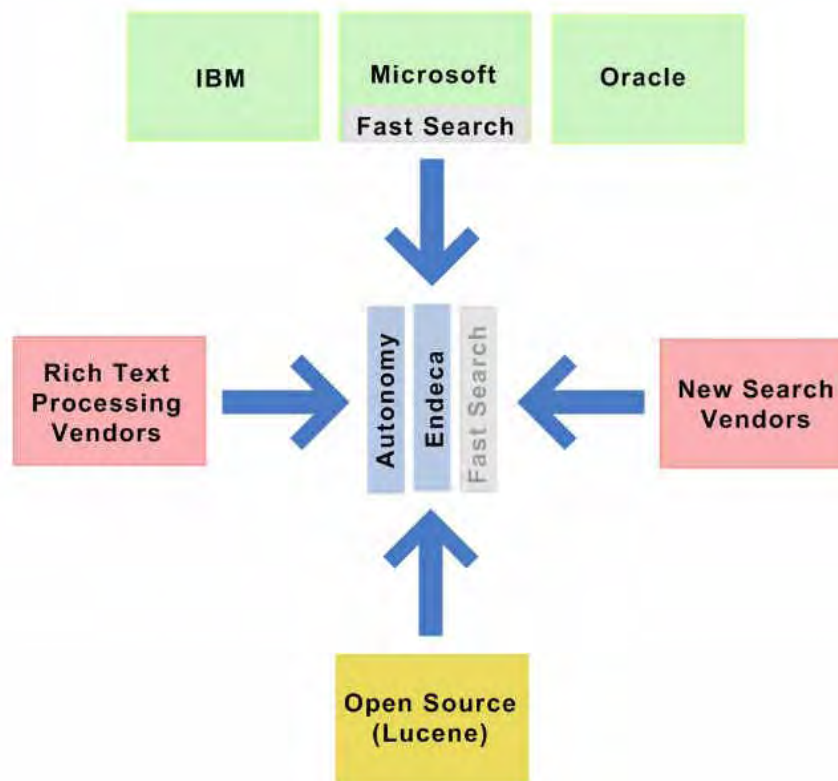 IBM
Microsoft
Fast Search
Oracle
Rich Text
Processing
Vendors
Autonomy
Endeca
Fast Search
New Search
Vendors
Open Source
(Lucene)